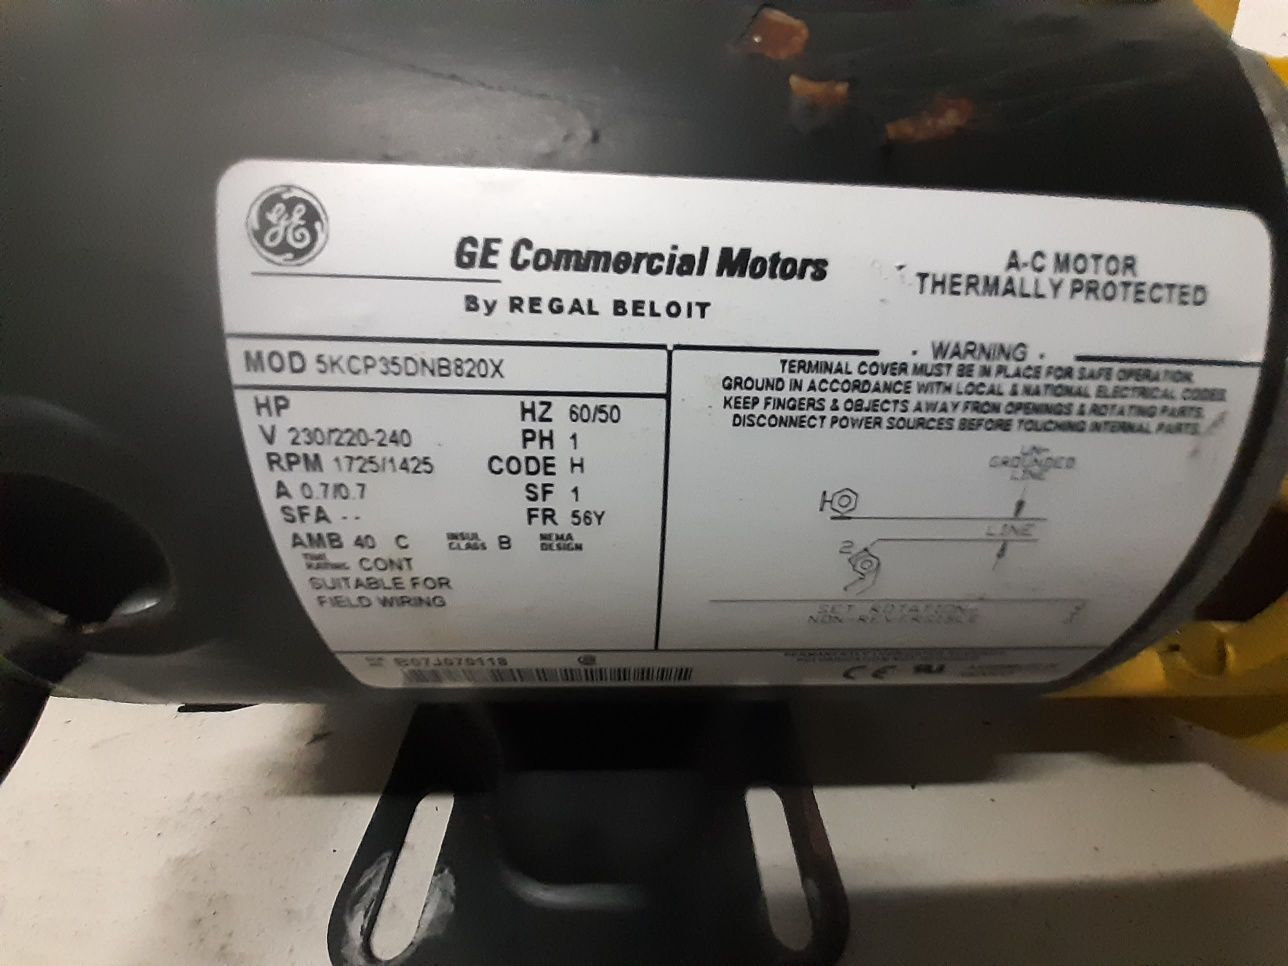 GE
GE Commercial Motors
By REGAL BELOIT
A-C MOTOR
THERMALLY PROTECTED
MOD 5KCP35DNB820X
HP
HZ 60/50
V 230/220-240
PH 1
RPM 1725/1425
CODE H
A 0.7/0.7
SF 1
SFA - -
FR 56Y
AMB 40 C
INSUL CLASS B
NEMA DESIGN
TIME RATING CONT
SUITABLE FOR
FIELD WIRING
- WARNING -
TERMINAL COVER MUST BE IN PLACE FOR SAFE OPERATION.
GROUND IN ACCORDANCE WITH LOCAL & NATIONAL ELECTRICAL CODES.
KEEP FINGERS & OBJECTS AWAY FROM OPENINGS & ROTATING PARTS.
DISCONNECT POWER SOURCES BEFORE TOUCHING INTERNAL PARTS.
UN-
GROUNDED
LINE
1
LINE
2
SET ROTATION-
NON-REVERSIBLE
B07J070118
CE